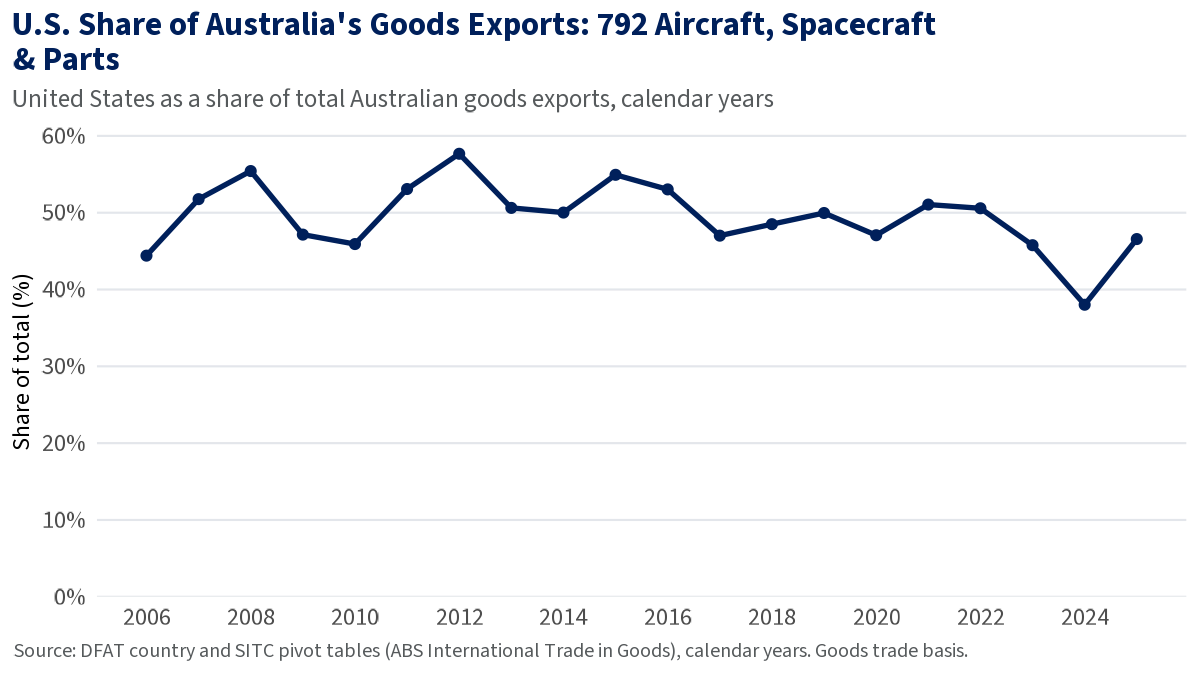 U.S. Share of Australia's Goods Exports: 792 Aircraft, Spacecraft
& Parts
United States as a share of total Australian goods exports, calendar years
Share of total (%)
60%
50%
40%
30%
20%
10%
0%
2006 2008 2010 2012 2014 2016 2018 2020 2022 2024
Source: DFAT country and SITC pivot tables (ABS International Trade in Goods), calendar years. Goods trade basis.